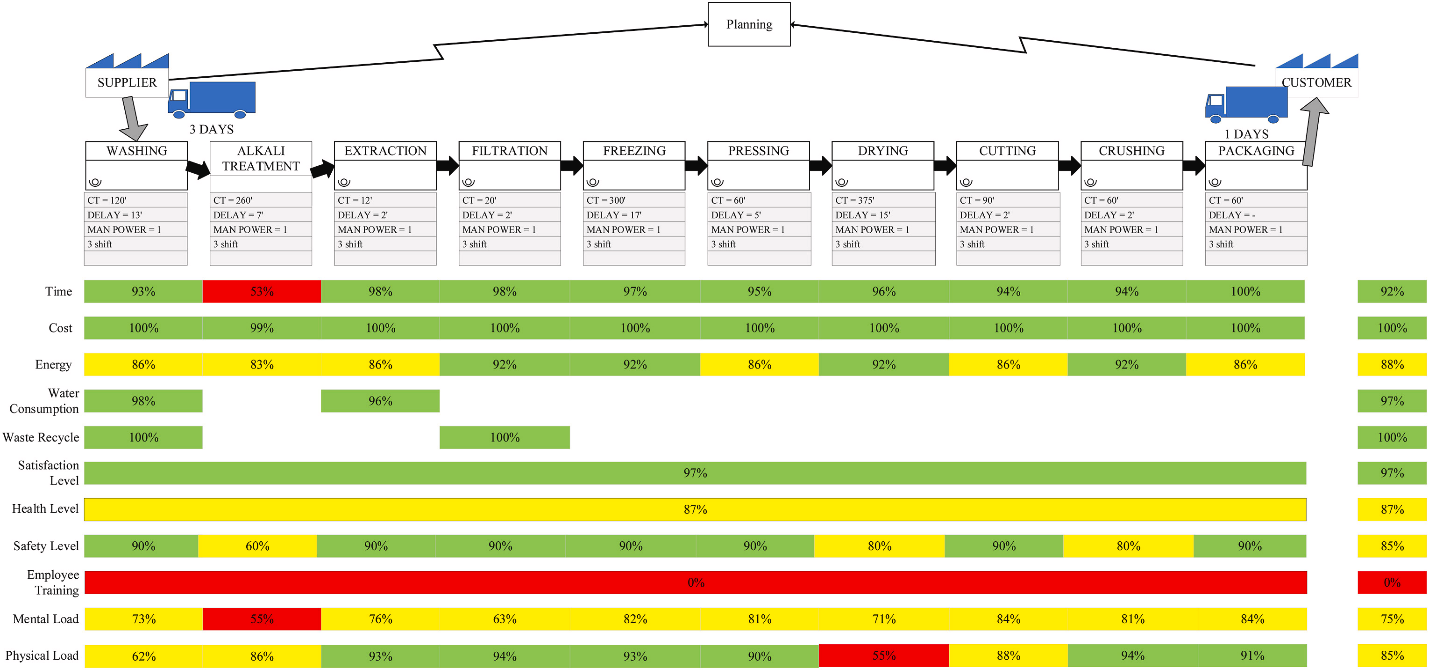 Planning
SUPPLIER
CUSTOMER
3 DAYS
1 DAYS
WASHING
ALKALI
TREATMENT
EXTRACTION
FILTRATION
FREEZING
PRESSING
DRYING
CUTTING
CRUSHING
PACKAGING
CT = 120' CT = 260' CT = 12' CT = 20' CT = 300' CT = 60' CT = 375' CT = 90' CT = 60' CT = 60'
DELAY = 13' DELAY = 7' DELAY = 2' DELAY = 2' DELAY = 17' DELAY = 5' DELAY = 15' DELAY = 2' DELAY = 2' DELAY = -
MAN POWER = 1 MAN POWER = 1 MAN POWER = 1 MAN POWER = 1 MAN POWER = 1 MAN POWER = 1 MAN POWER = 1 MAN POWER = 1 MAN POWER = 1 MAN POWER = 1
3 shift 3 shift 3 shift 3 shift 3 shift 3 shift 3 shift 3 shift 3 shift 3 shift
Time 93% 53% 98% 98% 97% 95% 96% 94% 94% 100% 92%
Cost 100% 99% 100% 100% 100% 100% 100% 100% 100% 100% 100%
Energy 86% 83% 86% 92% 92% 86% 92% 86% 92% 86% 88%
Water
Consumption 98% 96% 97%
Waste Recycle 100% 100% 100%
Satisfaction
Level 97% 97%
Health Level 87% 87%
Safety Level 90% 60% 90% 90% 90% 90% 80% 90% 80% 90% 85%
Employee
Training 0% 0%
Mental Load 73% 55% 76% 63% 82% 81% 71% 84% 81% 84% 75%
Physical Load 62% 86% 93% 94% 93% 90% 55% 88% 94% 91% 85%